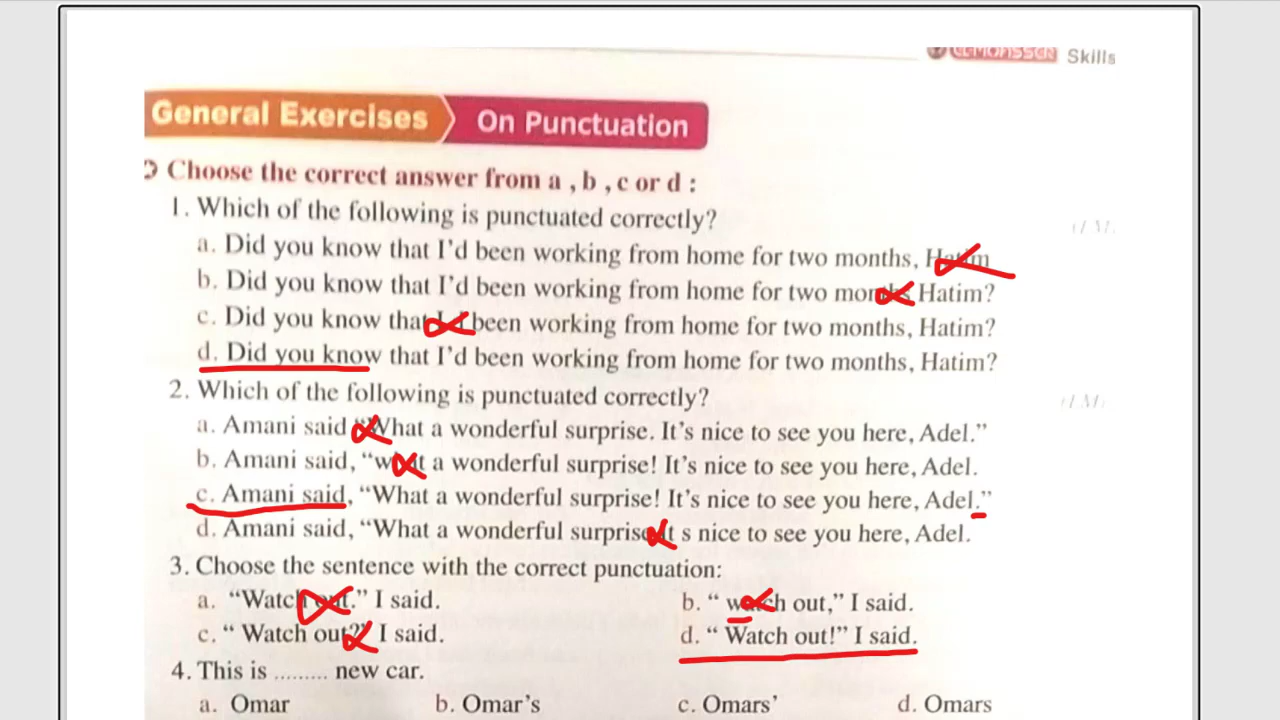 ELMORASSER Skills
General Exercises On Punctuation
Choose the correct answer from a , b , c or d :
1. Which of the following is punctuated correctly?
a. Did you know that I’d been working from home for two months, Hatim
b. Did you know that I’d been working from home for two months Hatim?
c. Did you know that been working from home for two months, Hatim?
d. Did you know that I’d been working from home for two months, Hatim?
2. Which of the following is punctuated correctly?
a. Amani said “What a wonderful surprise. It’s nice to see you here, Adel.”
b. Amani said, “what a wonderful surprise! It’s nice to see you here, Adel.
c. Amani said, “What a wonderful surprise! It’s nice to see you here, Adel.”
d. Amani said, “What a wonderful surprise It s nice to see you here, Adel.
3. Choose the sentence with the correct punctuation:
a. “Watch out.” I said. b. “ watch out,” I said.
c. “ Watch out?” I said. d. “ Watch out!” I said.
4. This is ......... new car.
a. Omar b. Omar’s c. Omars’ d. Omars